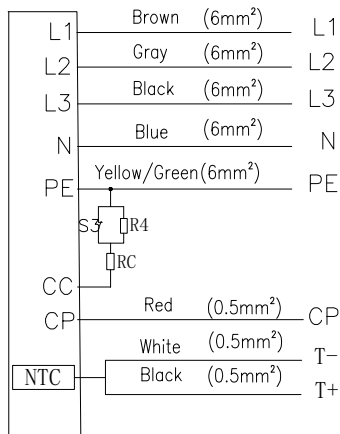 L1 Brown (6mm²) L1
L2 Gray (6mm²) L2
L3 Black (6mm²) L3
N Blue (6mm²) N
PE Yellow/Green(6mm²) PE
S3 R4
RC
CC
CP Red (0.5mm²) CP
White (0.5mm²) T-
NTC Black (0.5mm²) T+